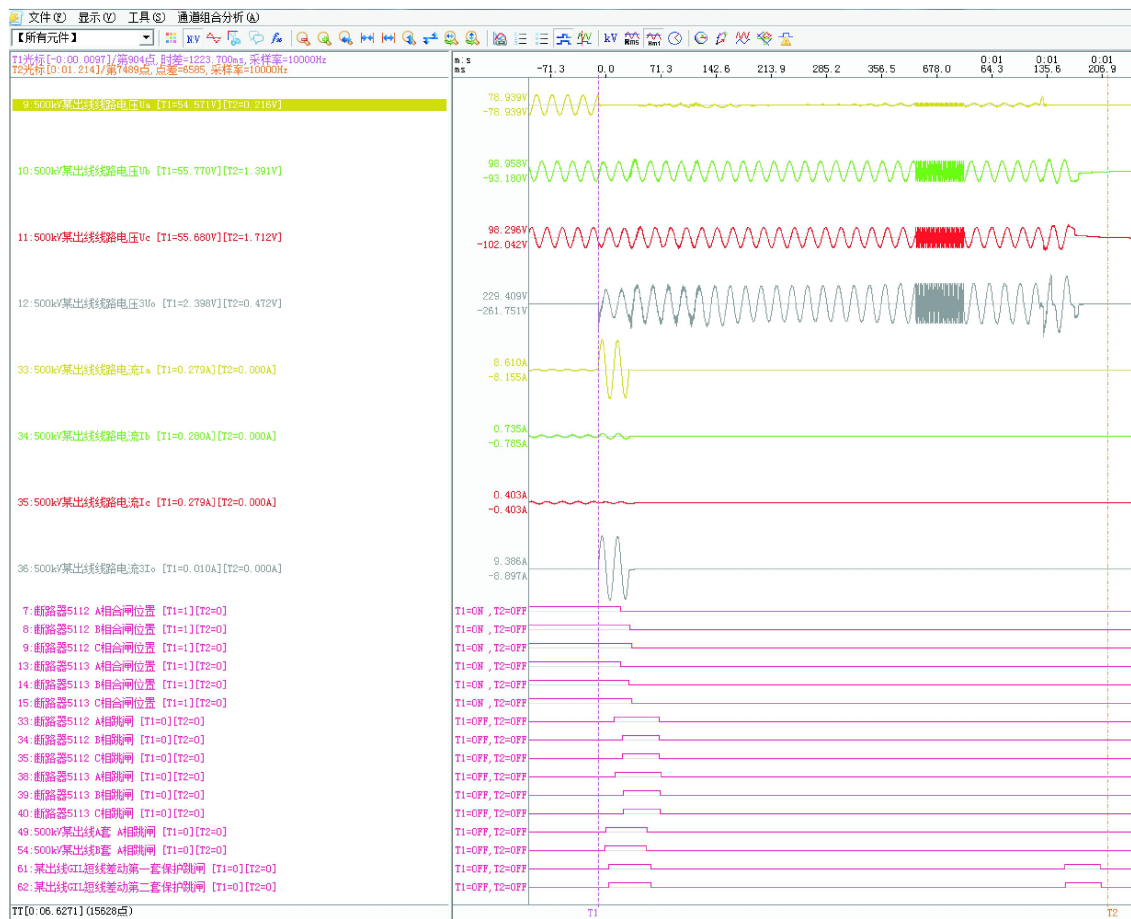 文件(F) 显示(V) 工具(S) 通道组合分析(A)
【所有元件】
T1光标[-0:00.0097]/第904点,时差=1223.700ms,采样率=10000Hz
T2光标[0:01.214]/第7489点,点差=6585,采样率=10000Hz
m:s 0:01 0:01 0:01
ms -71.3 0.0 71.3 142.6 213.9 285.2 356.5 678.0 64.3 135.6 206.9
9:500kV某出线线路电压Ua [T1=54.571V][T2=0.216V] 78.939V
-78.939V
10:500kV某出线线路电压Ub [T1=55.770V][T2=1.391V] 98.958V
-93.180V
11:500kV某出线线路电压Uc [T1=55.680V][T2=1.712V] 98.296V
-102.042V
12:500kV某出线线路电压3Uo [T1=2.398V][T2=0.472V] 229.409V
-261.751V
33:500kV某出线线路电流Ia [T1=0.279A][T2=0.000A] 8.610A
-8.155A
34:500kV某出线线路电流Ib [T1=0.280A][T2=0.000A] 0.735A
-0.785A
35:500kV某出线线路电流Ic [T1=0.279A][T2=0.000A] 0.403A
-0.403A
36:500kV某出线线路电流3Io [T1=0.010A][T2=0.000A] 9.386A
-8.897A
7:断路器5112 A相合闸位置 [T1=1][T2=0] T1=ON ,T2=OFF
8:断路器5112 B相合闸位置 [T1=1][T2=0] T1=ON ,T2=OFF
9:断路器5112 C相合闸位置 [T1=1][T2=0] T1=ON ,T2=OFF
13:断路器5113 A相合闸位置 [T1=1][T2=0] T1=ON ,T2=OFF
14:断路器5113 B相合闸位置 [T1=1][T2=0] T1=ON ,T2=OFF
15:断路器5113 C相合闸位置 [T1=1][T2=0] T1=ON ,T2=OFF
33:断路器5112 A相跳闸 [T1=0][T2=0] T1=OFF,T2=OFF
34:断路器5112 B相跳闸 [T1=0][T2=0] T1=OFF,T2=OFF
35:断路器5112 C相跳闸 [T1=0][T2=0] T1=OFF,T2=OFF
38:断路器5113 A相跳闸 [T1=0][T2=0] T1=OFF,T2=OFF
39:断路器5113 B相跳闸 [T1=0][T2=0] T1=OFF,T2=OFF
40:断路器5113 C相跳闸 [T1=0][T2=0] T1=OFF,T2=OFF
49:500kV某出线A套 A相跳闸 [T1=0][T2=0] T1=OFF,T2=OFF
54:500kV某出线B套 A相跳闸 [T1=0][T2=0] T1=OFF,T2=OFF
61:某出线GIL短线差动第一套保护跳闸 [T1=0][T2=0] T1=OFF,T2=OFF
62:某出线GIL短线差动第二套保护跳闸 [T1=0][T2=0] T1=OFF,T2=OFF
TT[0:06.6271](15628点) T1 T2